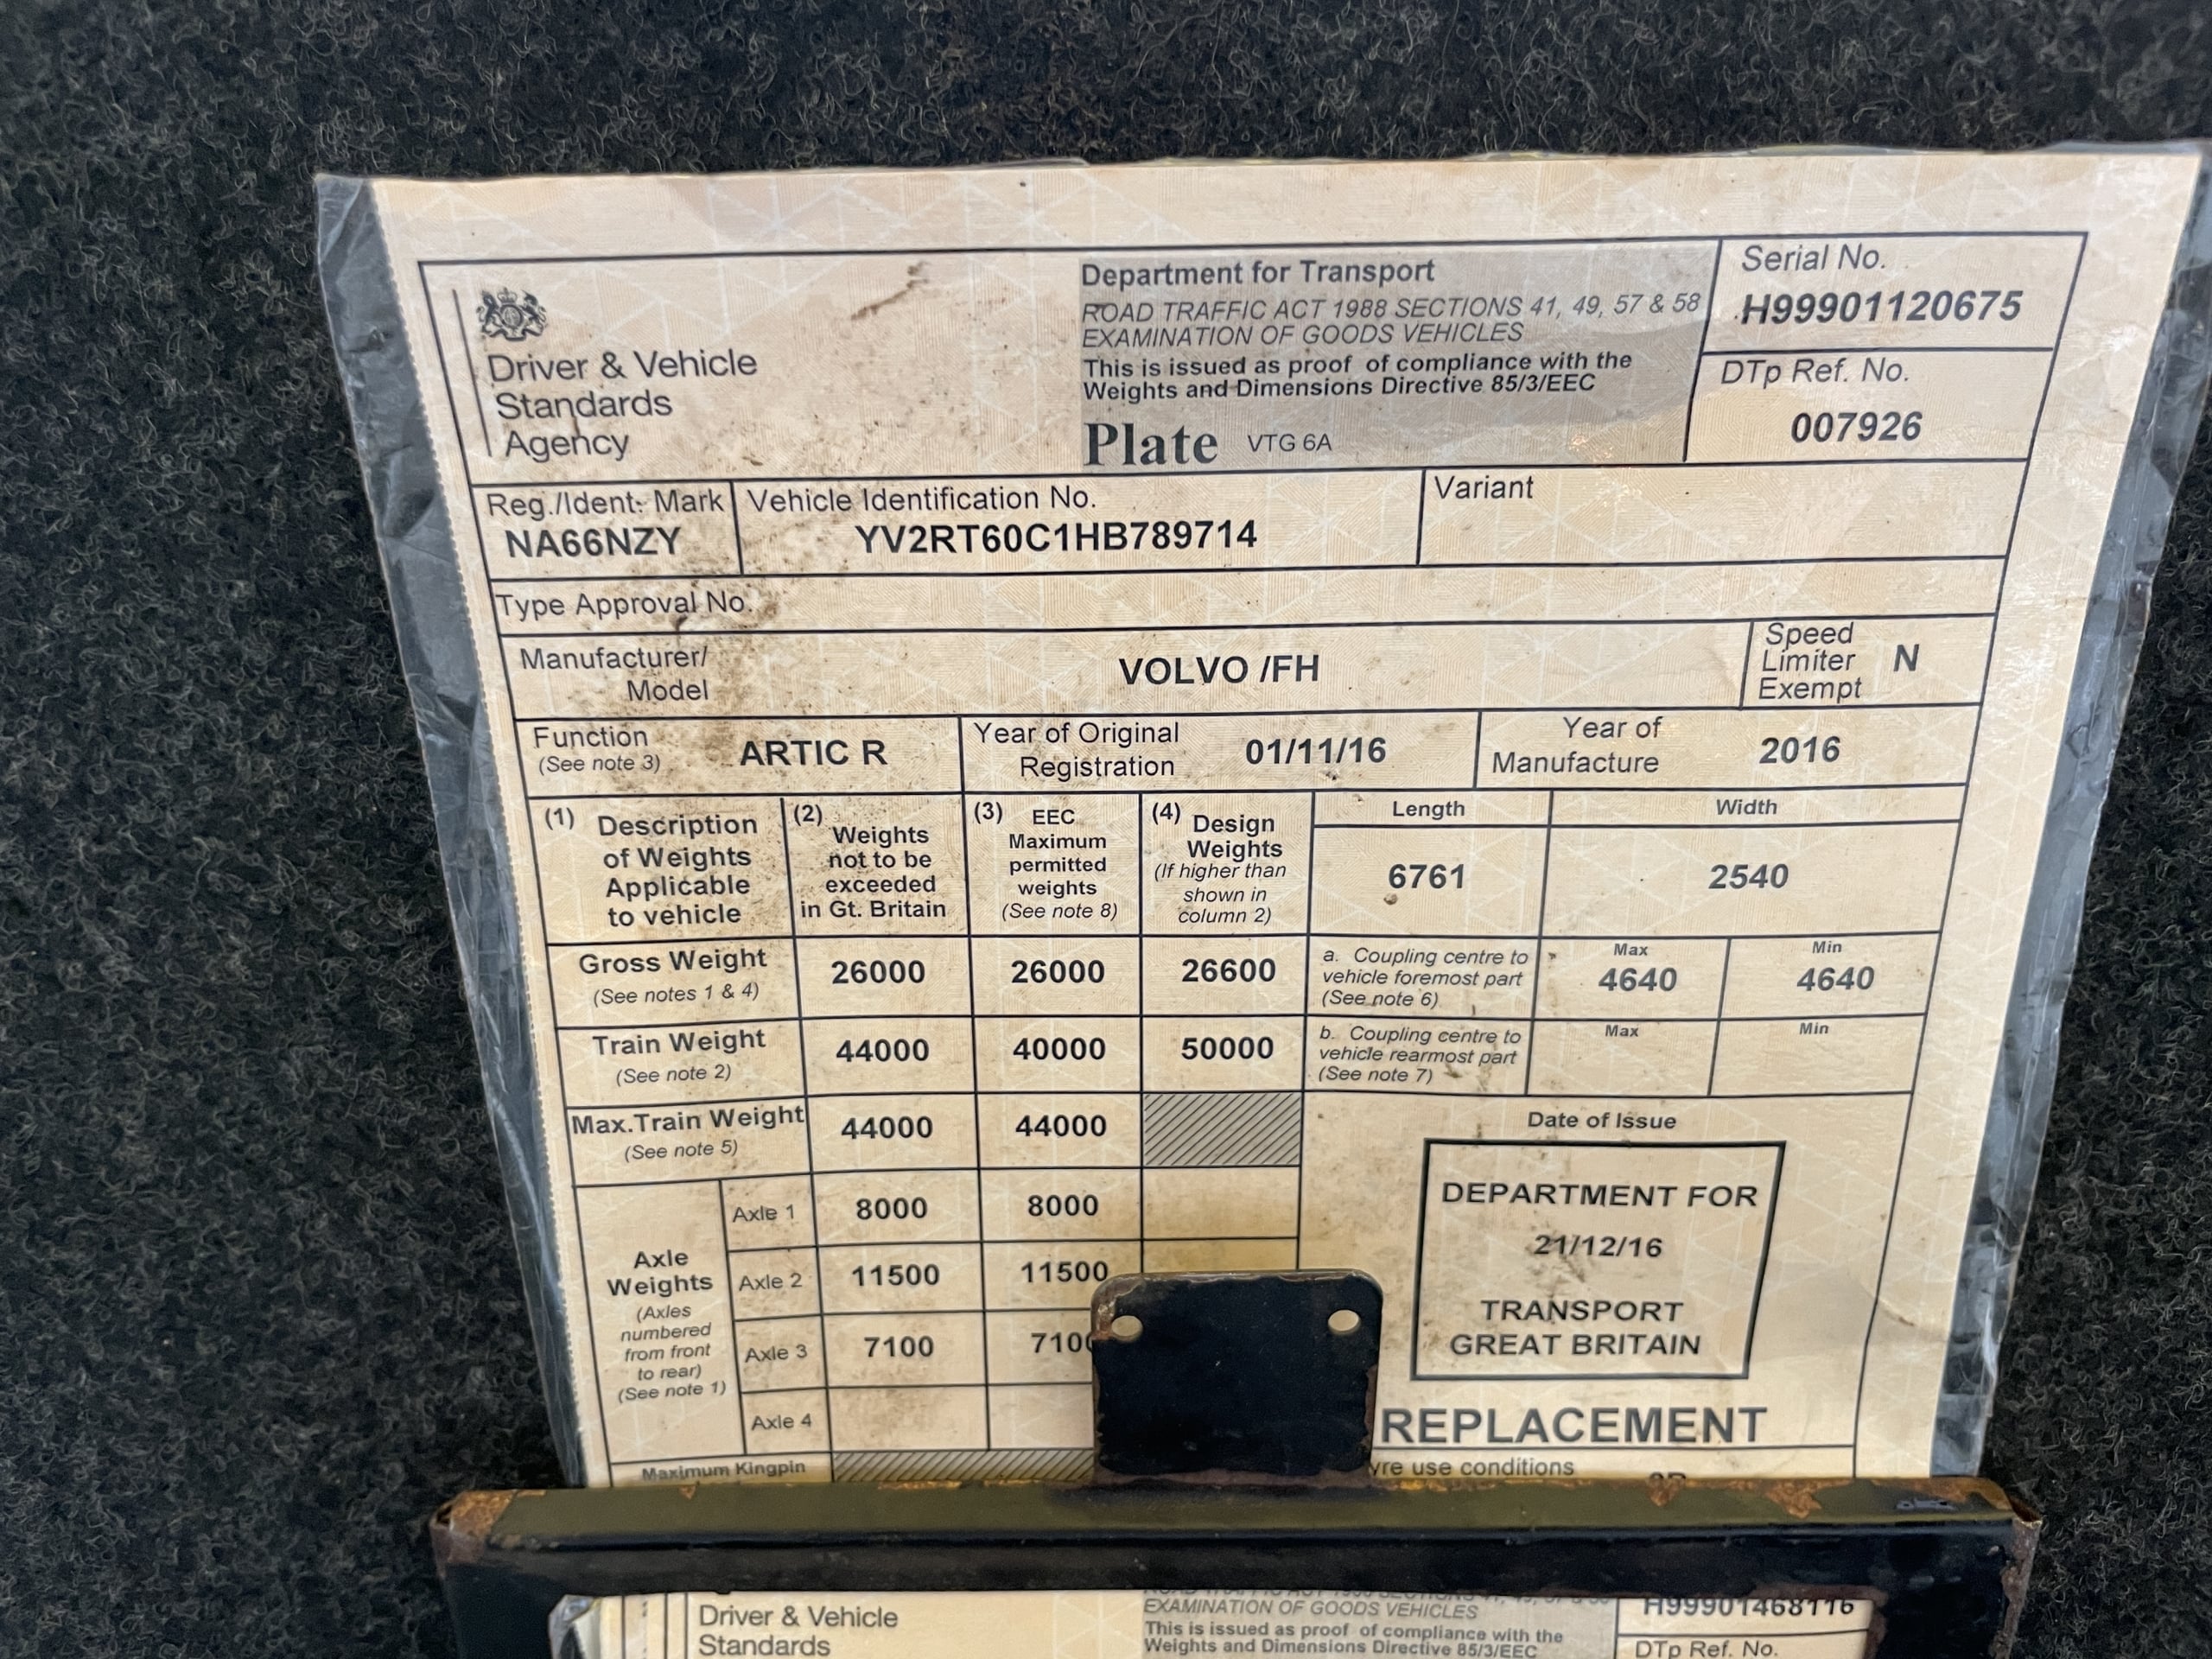 Driver & Vehicle
Standards
Agency
Department for Transport
ROAD TRAFFIC ACT 1988 SECTIONS 41, 49, 57 & 58
EXAMINATION OF GOODS VEHICLES
This is issued as proof of compliance with the
Weights and Dimensions Directive 85/3/EEC
Plate VTG 6A
Serial No.
H99901120675
DTp Ref. No.
007926
Reg./Ident. Mark
NA66NZY
Vehicle Identification No.
YV2RT60C1HB789714
Variant
Type Approval No.
Manufacturer/
Model
VOLVO /FH
Speed
Limiter
Exempt
N
Function
(See note 3)
ARTIC R
Year of Original
Registration
01/11/16
Year of
Manufacture
2016
(1) Description
of Weights
Applicable
to vehicle
(2) Weights
not to be
exceeded
in Gt. Britain
(3) EEC
Maximum
permitted
weights
(See note 8)
(4) Design
Weights
(If higher than
shown in
column 2)
Length
6761
Width
2540
Gross Weight
(See notes 1 & 4)
26000
26000
26600
a. Coupling centre to
vehicle foremost part
(See note 6)
Max
4640
Min
4640
Train Weight
(See note 2)
44000
40000
50000
b. Coupling centre to
vehicle rearmost part
(See note 7)
Max
Min
Max.Train Weight
(See note 5)
44000
44000
Axle
Weights
(Axles
numbered
from front
to rear)
(See note 1)
Axle 1
8000
8000
Axle 2
11500
11500
Axle 3
7100
7100
Axle 4
Date of Issue
DEPARTMENT FOR
21/12/16
TRANSPORT
GREAT BRITAIN
REPLACEMENT
Maximum Kingpin
use conditions
Driver & Vehicle
Standards
EXAMINATION OF GOODS VEHICLES
This is issued as proof of compliance with the
Weights and Dimensions Directive 85/3/EEC
H99901468116
DTp Ref. No.